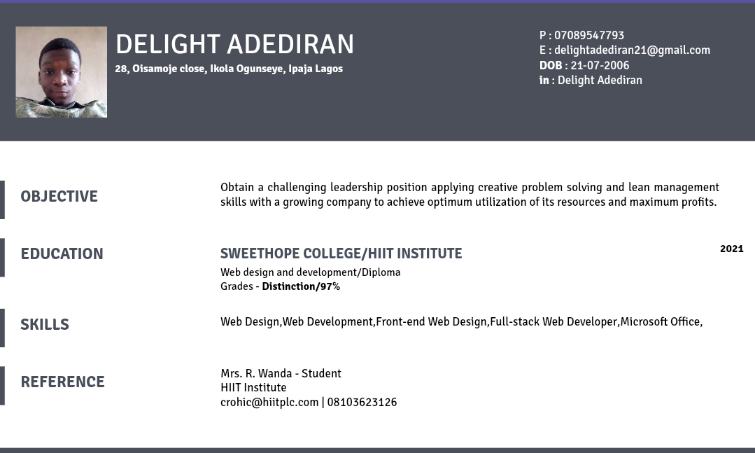 DELIGHT ADEDIRAN
28, Oisamoje close, Ikola Ogunseye, Ipaja Lagos
P : 07089547793
E : delightadediran21@gmail.com
DOB : 21-07-2006
in : Delight Adediran
OBJECTIVE
Obtain a challenging leadership position applying creative problem solving and lean management
skills with a growing company to achieve optimum utilization of its resources and maximum profits.
EDUCATION
SWEETHOPE COLLEGE/HIIT INSTITUTE
2021
Web design and development/Diploma
Grades - Distinction/97%
SKILLS
Web Design,Web Development,Front-end Web Design,Full-stack Web Developer,Microsoft Office,
REFERENCE
Mrs. R. Wanda - Student
HIIT Institute
crohic@hiitplc.com | 08103623126